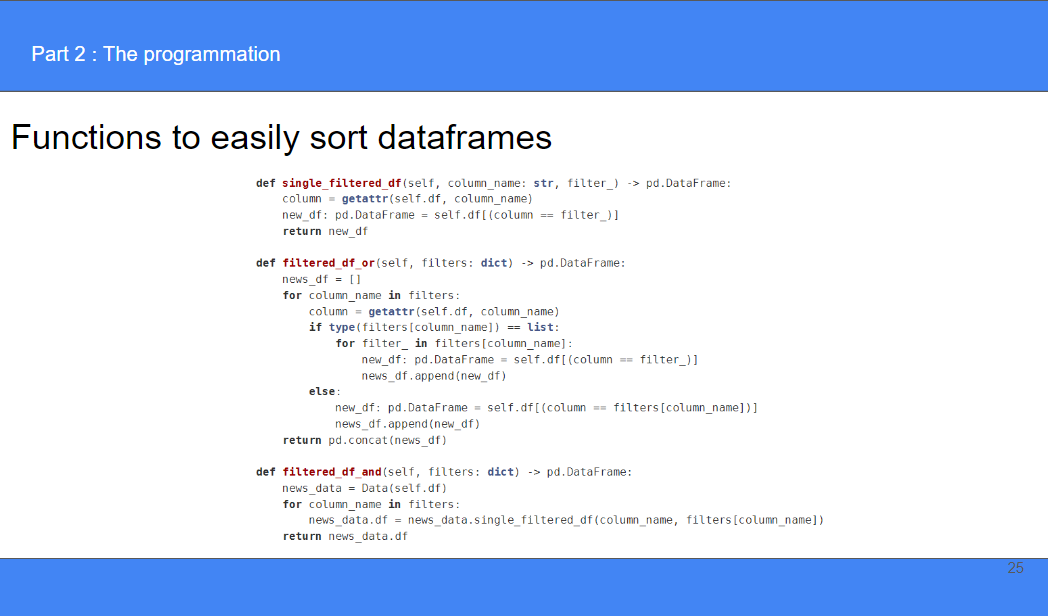 Part 2 : The programmation
Functions to easily sort dataframes
def single_filtered_df(self, column_name: str, filter_) -> pd.DataFrame:
    column = getattr(self.df, column_name)
    new_df: pd.DataFrame = self.df[(column == filter_)]
    return new_df
def filtered_df_or(self, filters: dict) -> pd.DataFrame:
    news_df = []
    for column_name in filters:
        column = getattr(self.df, column_name)
        if type(filters[column_name]) == list:
            for filter_ in filters[column_name]:
                new_df: pd.DataFrame = self.df[(column == filter_)]
                news_df.append(new_df)
        else:
            new_df: pd.DataFrame = self.df[(column == filters[column_name])]
            news_df.append(new_df)
    return pd.concat(news_df)
def filtered_df_and(self, filters: dict) -> pd.DataFrame:
    news_data = Data(self.df)
    for column_name in filters:
        news_data.df = news_data.single_filtered_df(column_name, filters[column_name])
    return news_data.df
25